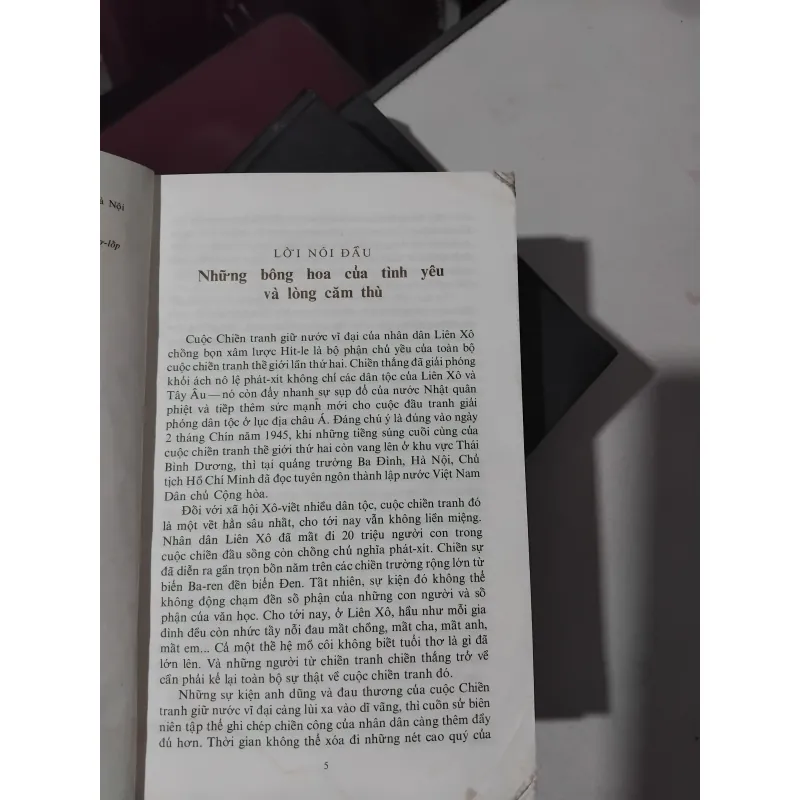 à Nội
ơ-lốp
LỜI NÓI ĐẦU
Những bông hoa của tình yêu
và lòng căm thù
Cuộc Chiến tranh giữ nước vĩ đại của nhân dân Liên Xô
chống bọn xâm lược Hit-le là bộ phận chủ yếu của toàn bộ
cuộc chiến tranh thế giới lần thứ hai. Chiến thắng đã giải phóng
khỏi ách nô lệ phát-xít không chỉ các dân tộc của Liên Xô và
Tây Âu—nó còn đẩy nhanh sự sụp đổ của nước Nhật quân
phiệt và tiếp thêm sức mạnh mới cho cuộc đấu tranh giải
phóng dân tộc ở lục địa châu Á. Đáng chú ý là đúng vào ngày
2 tháng Chín năm 1945, khi những tiếng súng cuối cùng của
cuộc chiến tranh thế giới thứ hai còn vang lên ở khu vực Thái
Bình Dương, thì tại quảng trường Ba Đình, Hà Nội, Chủ
tịch Hồ Chí Minh đã đọc tuyên ngôn thành lập nước Việt Nam
Dân chủ Cộng hòa.
Đối với xã hội Xô-viết nhiều dân tộc, cuộc chiến tranh đó
là một vết hằn sâu nhất, cho tới nay vẫn không liền miệng.
Nhân dân Liên Xô đã mất đi 20 triệu người con trong
cuộc chiến đấu sống còn chống chủ nghĩa phát-xít. Chiến sự
đã diễn ra gần trọn bốn năm trên các chiến trường rộng lớn từ
biển Ba-ren đến biển Đen. Tất nhiên, sự kiện đó không thể
không động chạm đến số phận của những con người và số
phận của văn học. Cho tới nay, ở Liên Xô, hầu như mỗi gia
đình đều còn nhức tấy nỗi đau mất chồng, mất cha, mất anh,
mất em... Cả một thế hệ mồ côi không biết tuổi thơ là gì đã
lớn lên. Và những người từ chiến tranh chiến thắng trở về
cần phải kể lại toàn bộ sự thật về cuộc chiến tranh đó.
Những sự kiện anh dũng và đau thương của cuộc Chiến
tranh giữ nước vĩ đại càng lùi xa vào dĩ vãng, thì cuốn sử biên
niên tập thể ghi chép chiến công của nhân dân càng thêm đầy
đủ hơn. Thời gian không thể xóa đi những nét cao quý của
5